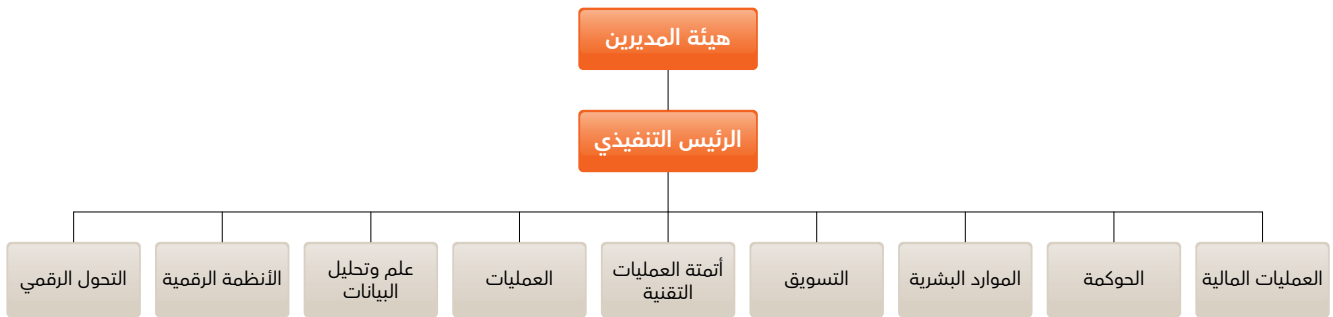 هيئة المديرين
الرئيس التنفيذي
العمليات المالية
الحوكمة
الموارد البشرية
التسويق
أتمتة العمليات
التقنية
العمليات
علم وتحليل
البيانات
الأنظمة الرقمية
التحول الرقمي